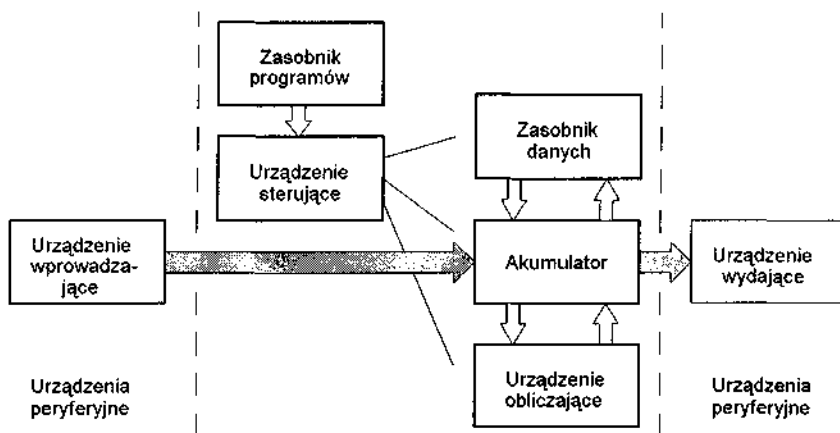 Zasobnik
programów
Urządzenie
sterujące
Zasobnik
danych
Urządzenie
wprowadza-
jące
Akumulator
Urządzenie
wydające
Urządzenie
obliczające
Urządzenia
peryferyjne
Urządzenia
peryferyjne